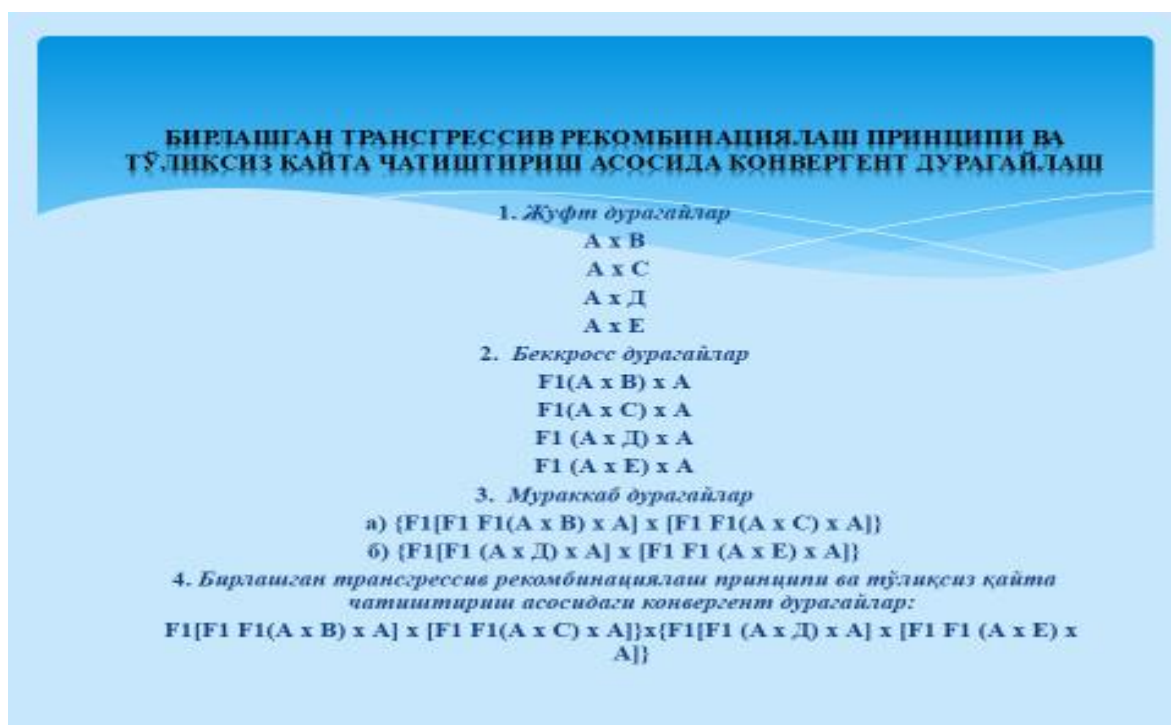 БИРЛАШГАН ТРАНСГРЕССИВ РЕКОМБИНАЦИЯЛАШ ПРИНЦИПИ ВА
ТЎЛИКСИЗ ҚАЙТА ЧАТИШТИРИШ АСОСИДА КОНВЕРГЕНТ ДУРАГАЙЛАШ
1. Жуфт дурагайлар
А х В
А х С
А х Д
А х Е
2. Беккросс дурагайлар
F1(А х В) х А
F1(А х С) х А
F1 (А х Д) х А
F1 (А х Е) х А
3. Мураккаб дурагайлар
а) {F1[F1 F1(А х В) х А] х [F1 F1(А х С) х А]}
б) {F1[F1 (А х Д) х А] х [F1 F1 (А х Е) х А]}
4. Бирлашган трансгрессив рекомбинациялаш принципи ва тўлиқсиз қайта
чатиштириш асосидаги конвергент дурагайлар:
F1[F1 F1(А х В) х А] х [F1 F1(А х С) х А]}х{F1[F1 (А х Д) х А] х [F1 F1 (А х Е) х
А]}